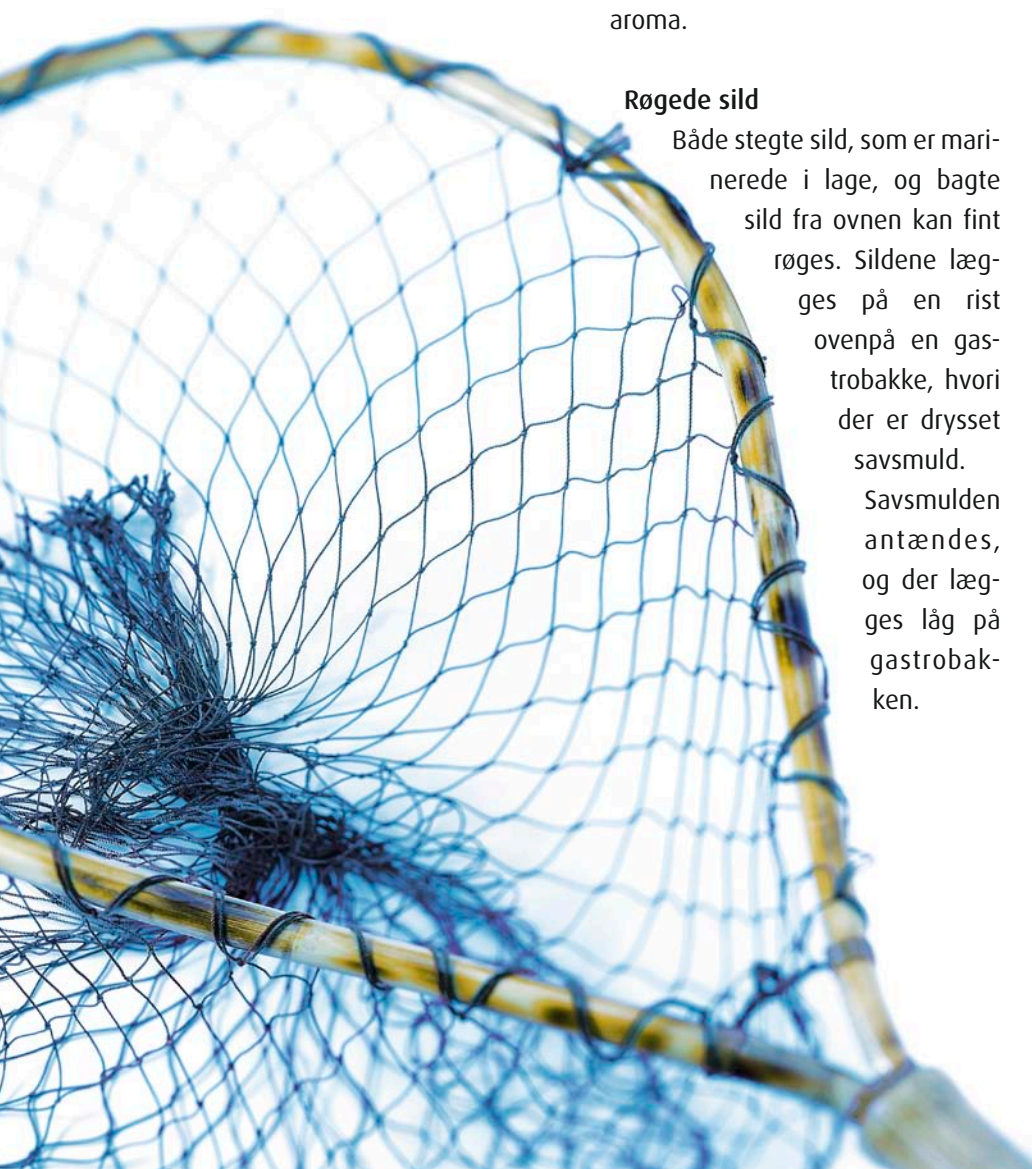 aroma.
Røgede sild
Både stegte sild, som er mari-
nerede i lage, og bagte
sild fra ovnen kan fint
røges. Sildene læg-
ges på en rist
ovenpå en gas-
trobakke, hvori
der er drysset
savsmuld.
Savsmulden
antændes,
og der læg-
ges låg på
gastrobak-
ken.